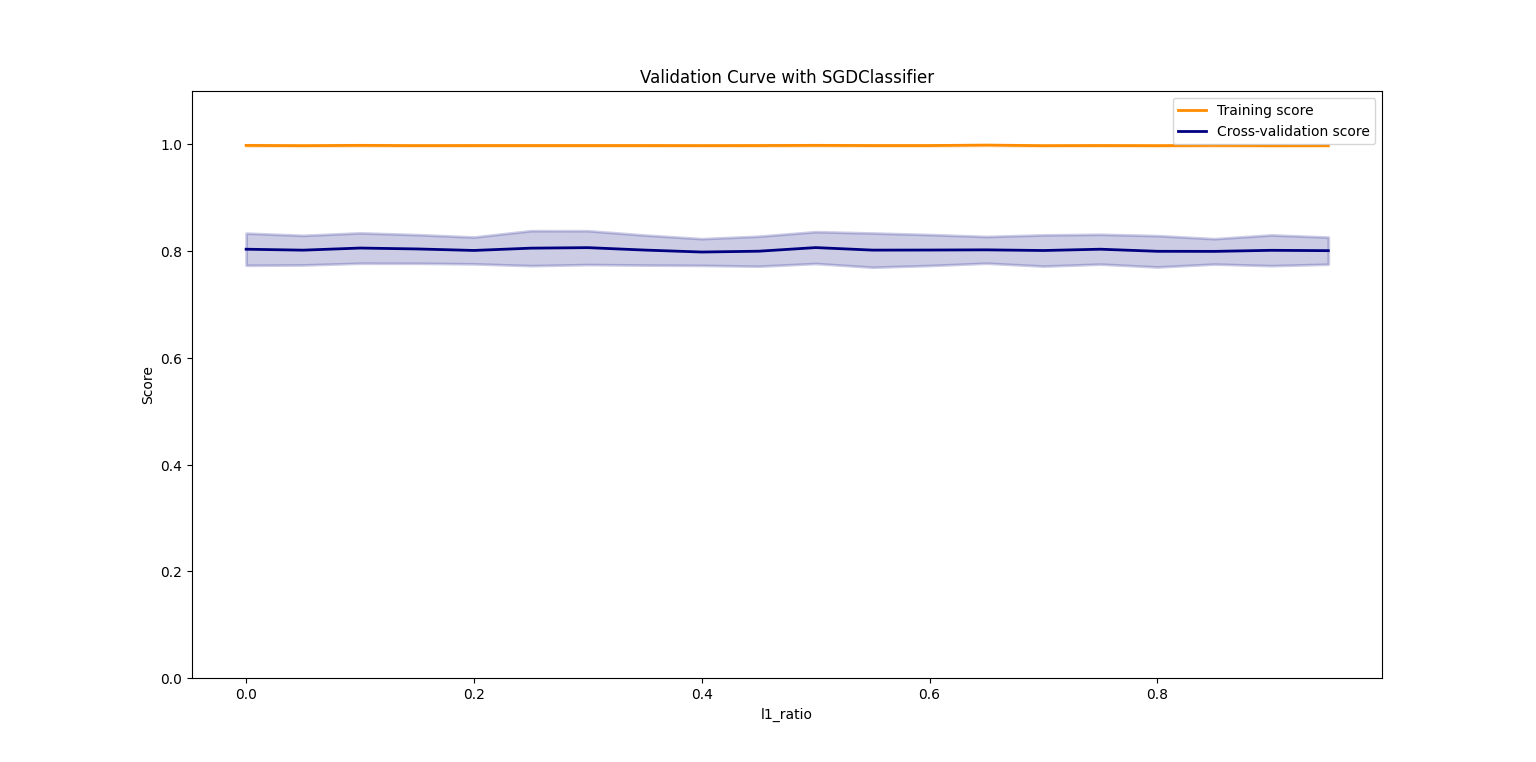 Validation Curve with SGDClassifier
Training score
Cross-validation score
Score
1.0
0.8
0.6
0.4
0.2
0.0
0.0 0.2 0.4 0.6 0.8
l1_ratio